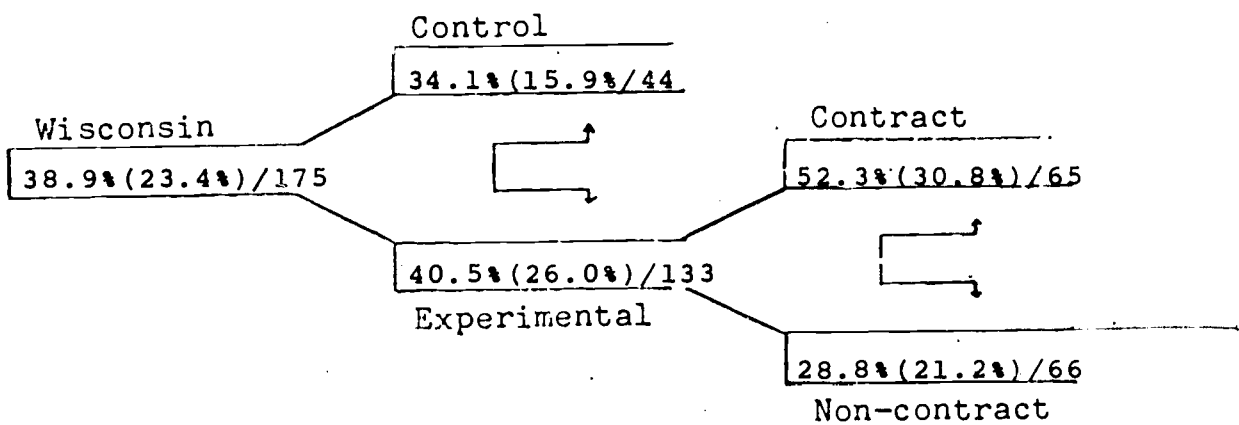 Control
34.1%(15.9%/44
Wisconsin
38.9%(23.4%)/175
Contract
52.3%(30.8%)/65
40.5%(26.0%)/133
Experimental
28.8%(21.2%)/66
Non-contract